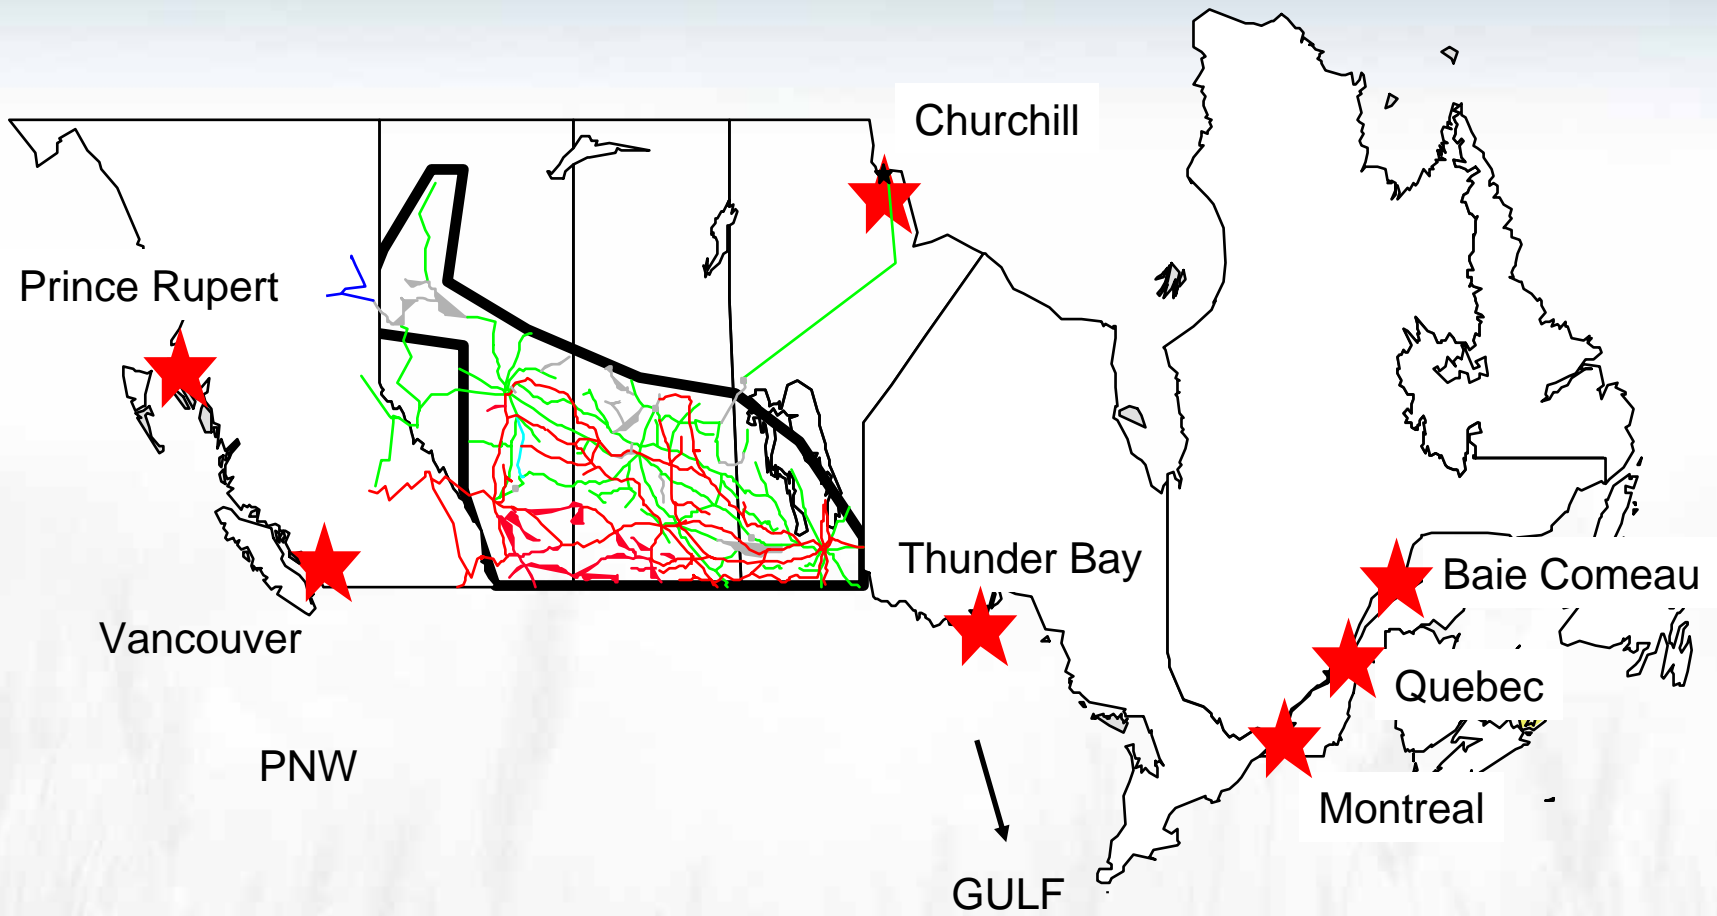 Churchill
Prince Rupert
Thunder Bay
Baie Comeau
Vancouver
Quebec
PNW
Montreal
GULF